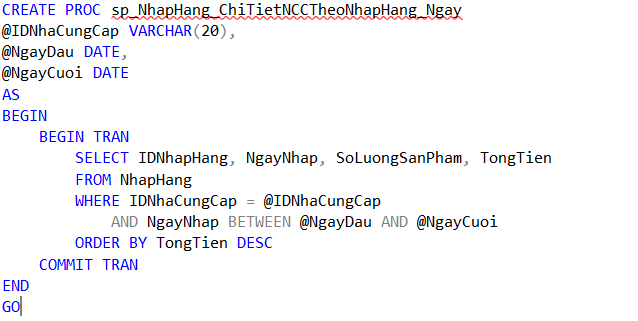 CREATE PROC sp_NhapHang_ChiTietNCCTheoNhapHang_Ngay
@IDNhaCungCap VARCHAR(20),
@NgayDau DATE,
@NgayCuoi DATE
AS
BEGIN
    BEGIN TRAN
        SELECT IDNhapHang, NgayNhap, SoLuongSanPham, TongTien
        FROM NhapHang
        WHERE IDNhaCungCap = @IDNhaCungCap
            AND NgayNhap BETWEEN @NgayDau AND @NgayCuoi
        ORDER BY TongTien DESC
    COMMIT TRAN
END
GO